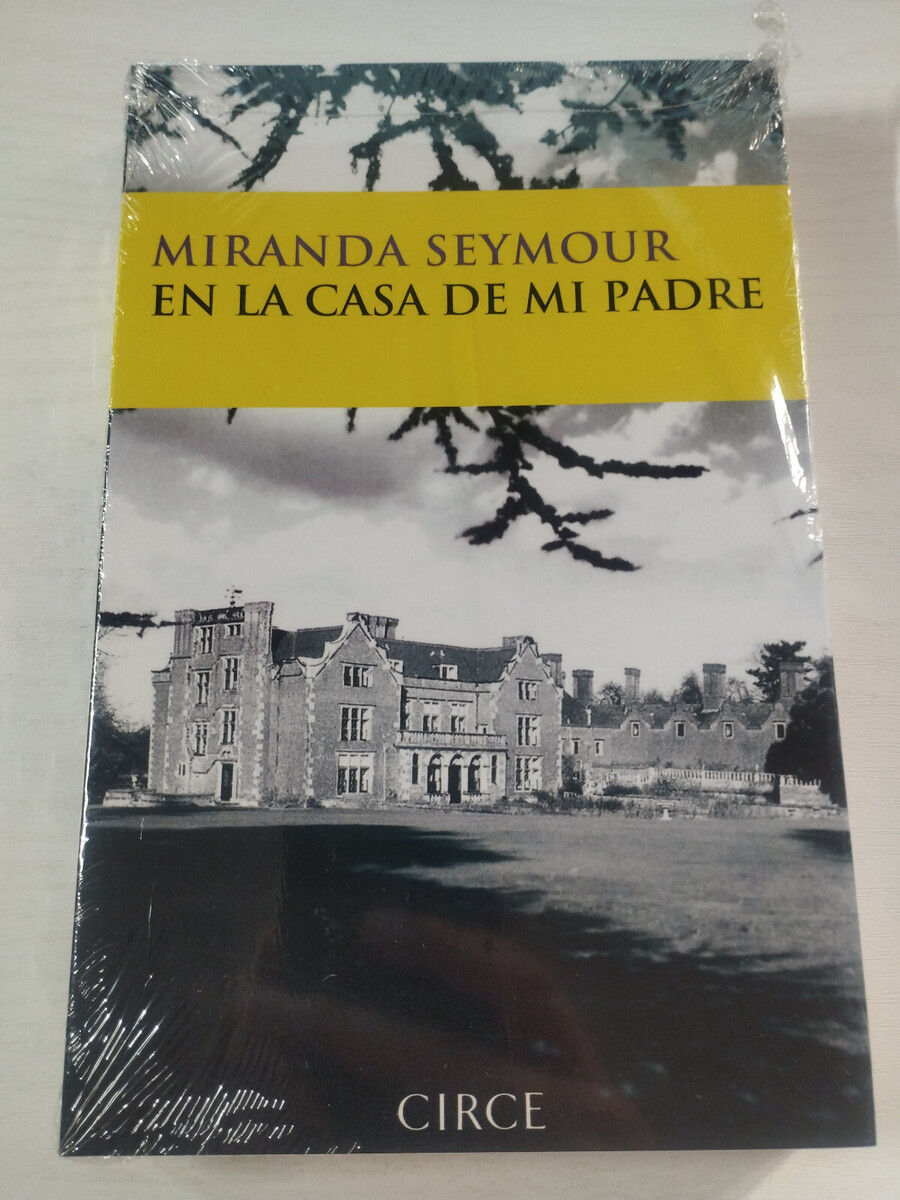 MIRANDA SEYMOUR
EN LA CASA DE MI PADRE
CIRCE